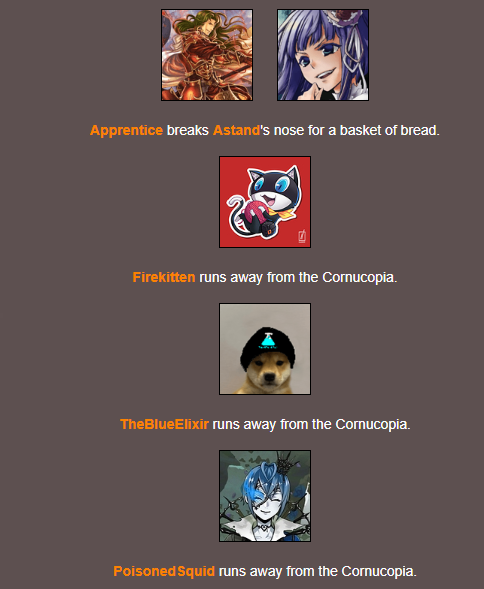 Apprentice breaks Astand's nose for a basket of bread.
Firekitten runs away from the Cornucopia.
TheBlueElixir runs away from the Cornucopia.
PoisonedSquid runs away from the Cornucopia.